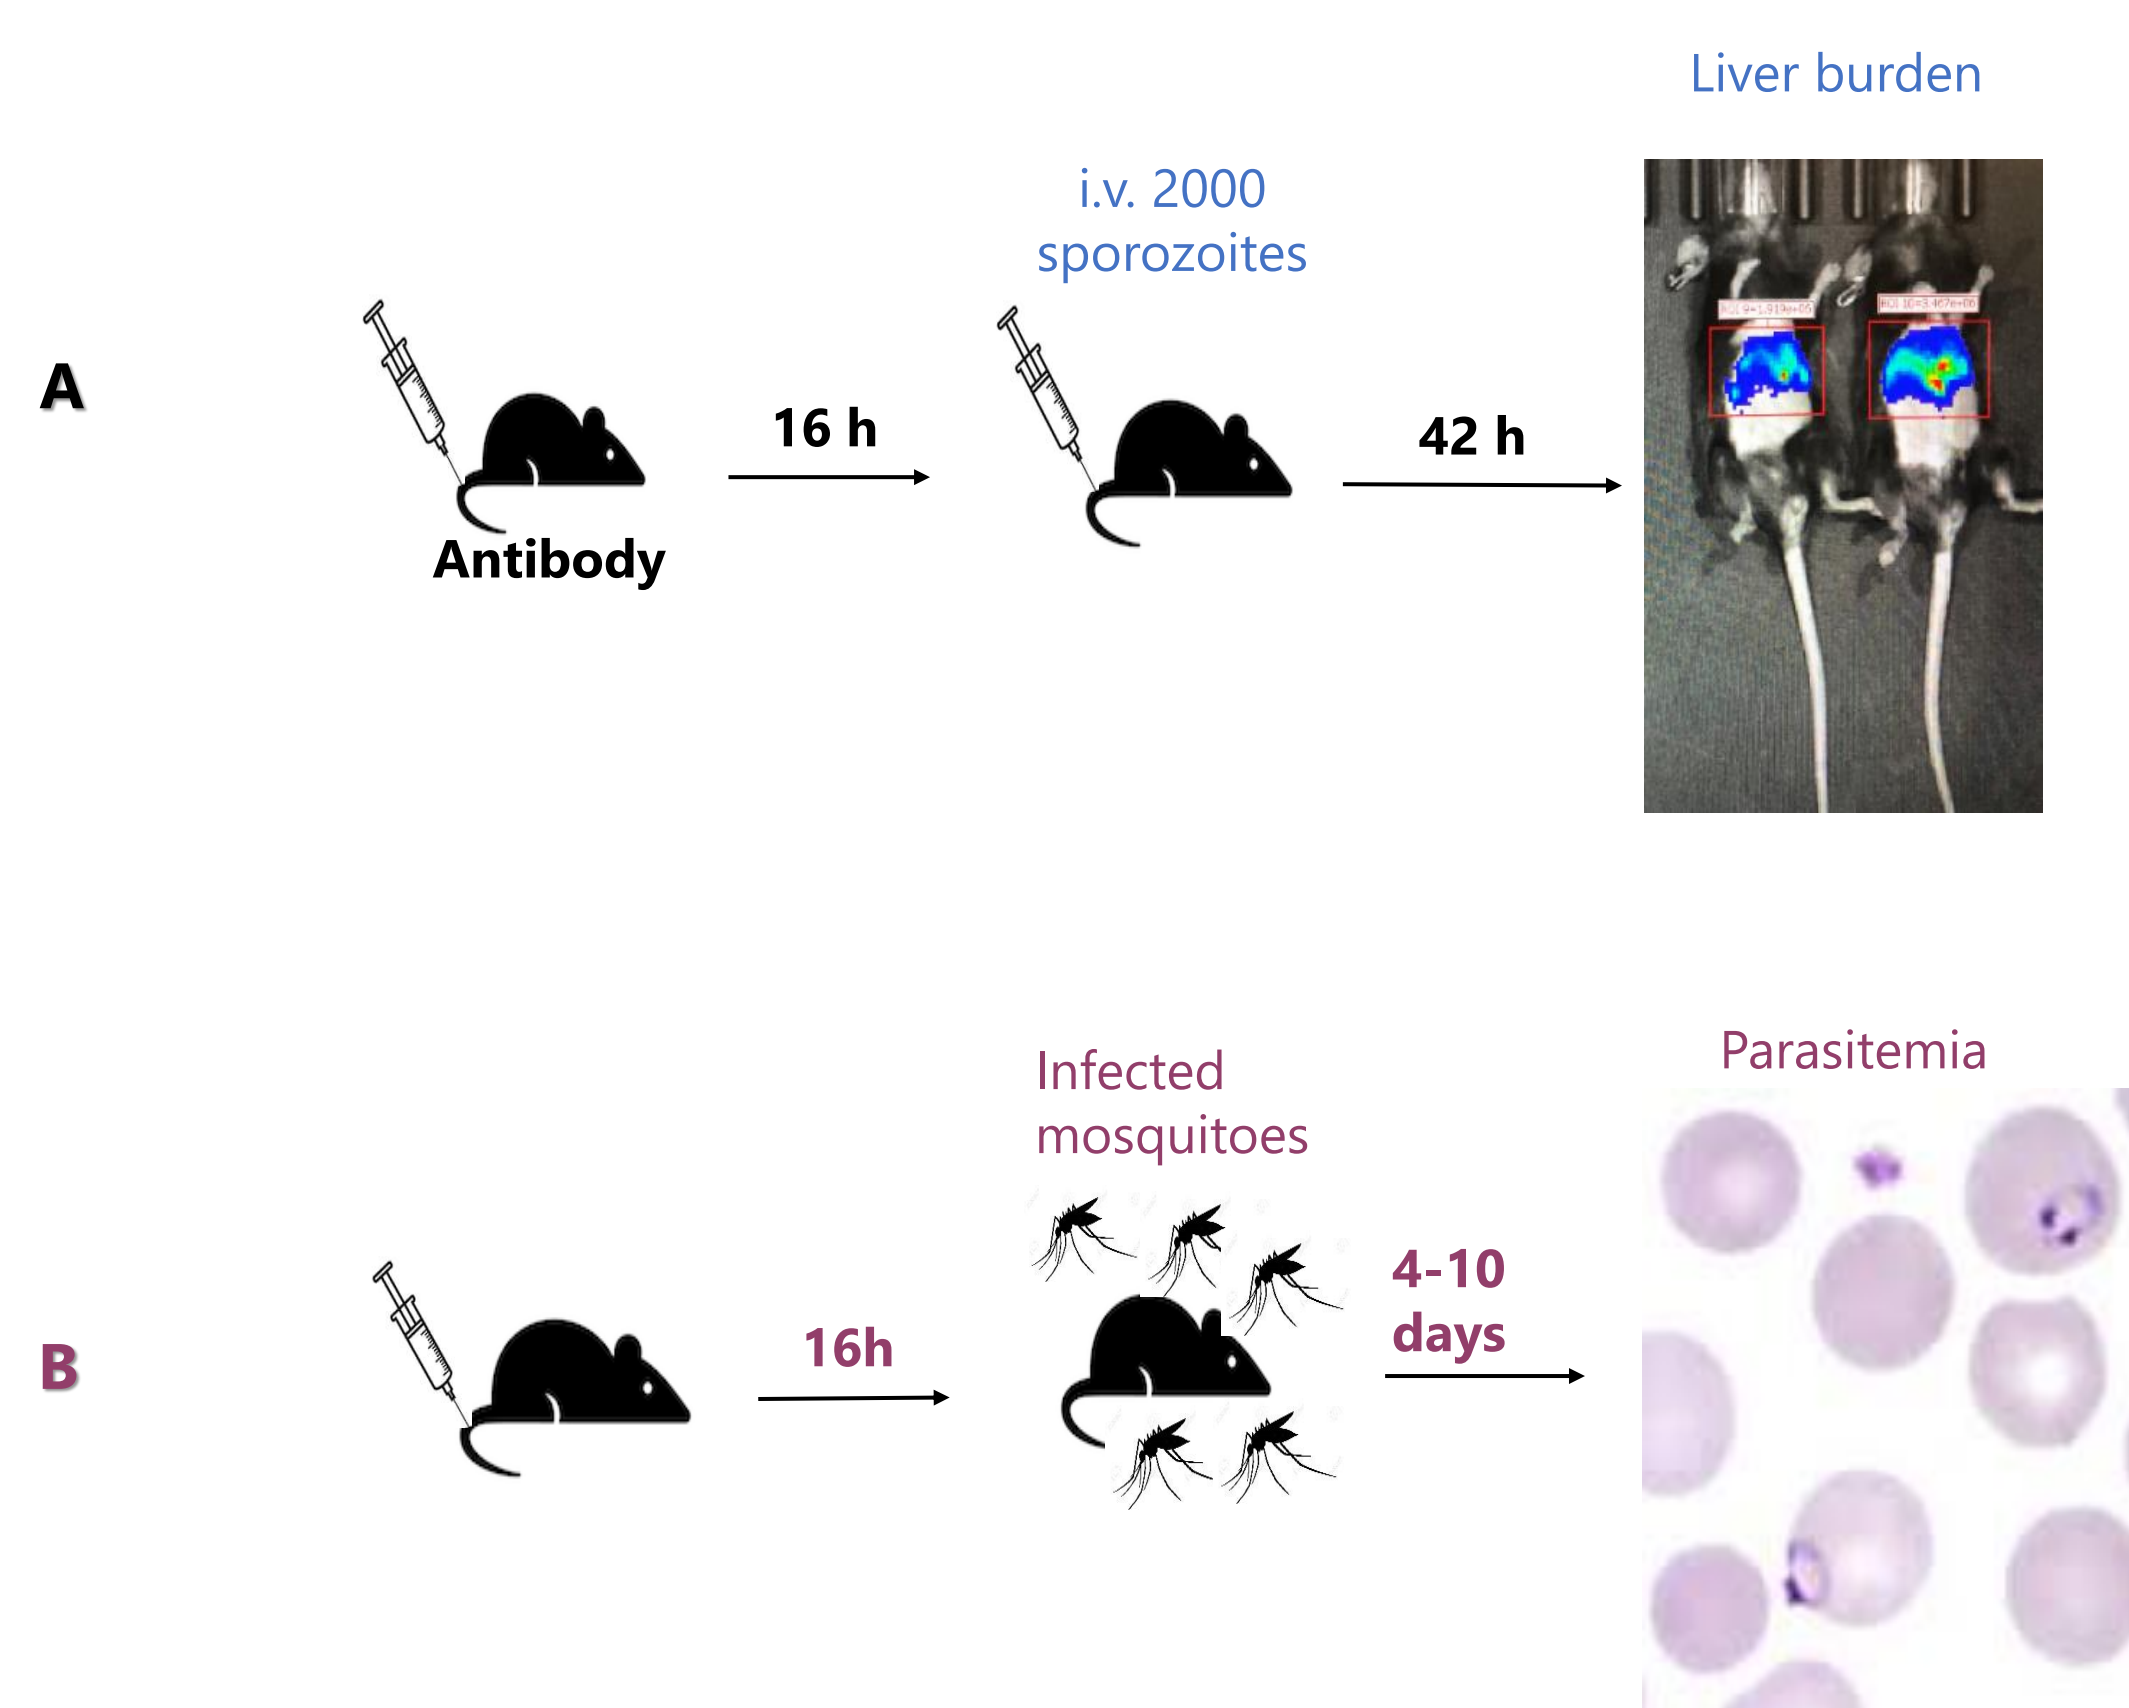 Liver burden
i.v. 2000
sporozoites
A
16 h
42 h
Antibody
Parasitemia
Infected
mosquitoes
4-10
days
B
16h